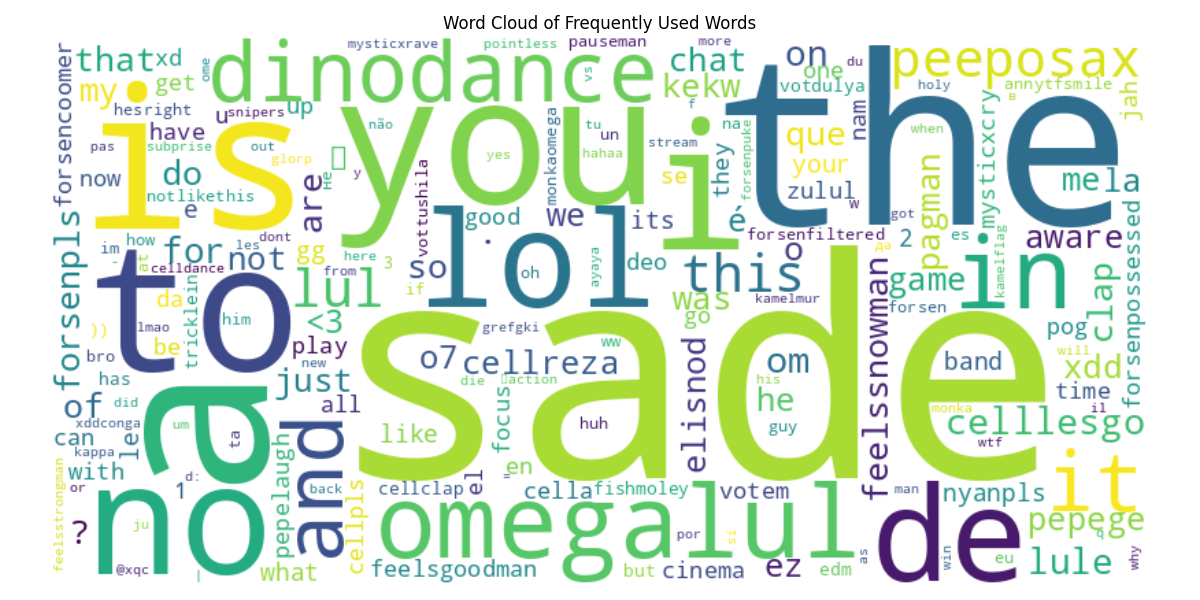 Word Cloud of Frequently Used Words
forsencoomer
that
xd
my
get
ome
dinodance
mysticxrave
pointless
vs
pauseman
chat
more
kekw
f
on
one
du
votdulya
peeposax
holy
annytfsmile
g
jah
hesright
have
u
snipers
up
is
you
i
the
não
tu
un
hahaa
yes
stream
na
que
your
nam
when
pas
subprise
out
glorp
now
do
notlikethis
e
are
He
y
vottushila
monkaomega
se
they
forsenpuke
zulul
w
pagman
mysticxcry
me
la
forsenpls
im
how
for
not
les
dont
gg
from
here
3
good
we
its
è
forsenfiltered
o
got
2
es
aware
да
at
-
celldance
da
tricklein
to
lul
so
if
lol
oh
ayaya
deo
this
was
go
kamelmur
game
in
kamelflag
clap
forsenpossessed
forsen
))
lmao
be
him
<3
play
grefgki
ww
o7
cellreza
om
band
pog
will
xdd
bro
has
did
of
xddconga
a
just
new
all
sade
die
action
his
he
guy
huh
like
focus
elisnod
feelssnowman
monka
time
il
celllesgo
can
kappa
le
um
ta
and
with
d:
pepelaugh
or
feelsstrongman
1
back
cellpls
cellclap
el
en
"
cella
fishmoley
votem
man
nyanpls
wtf
it
?
no
ju
omegalul
por
si
de
win
pepege
q
eu
lule
why
@xqc
|
what
feelsgoodman
but
cinema
ez
edm
as